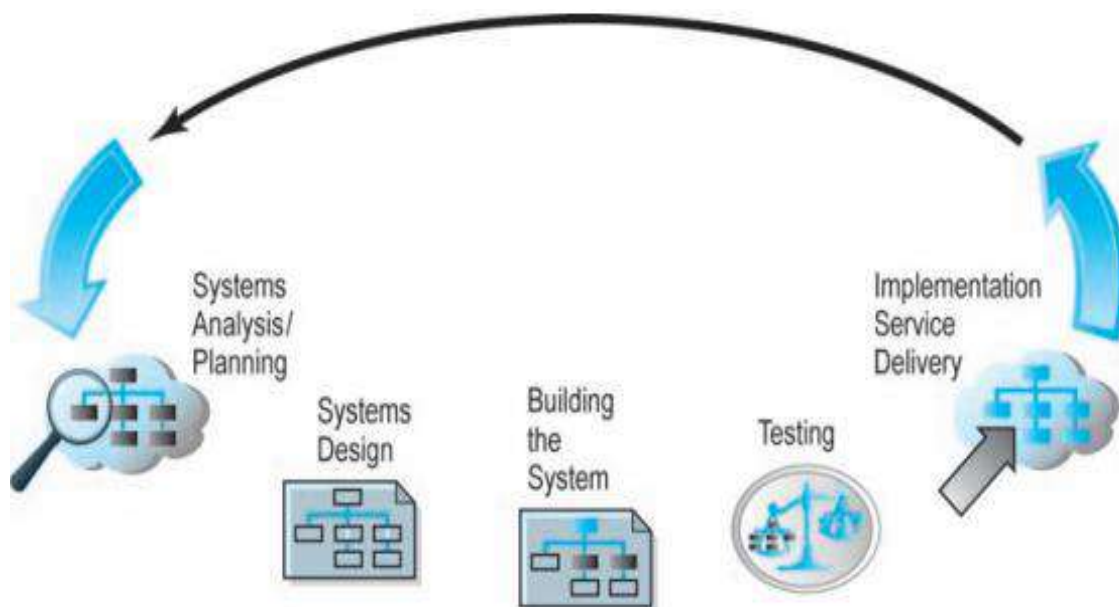 Systems
Analysis/
Planning
Systems
Design
Building
the
System
Testing
Implementation
Service
Delivery